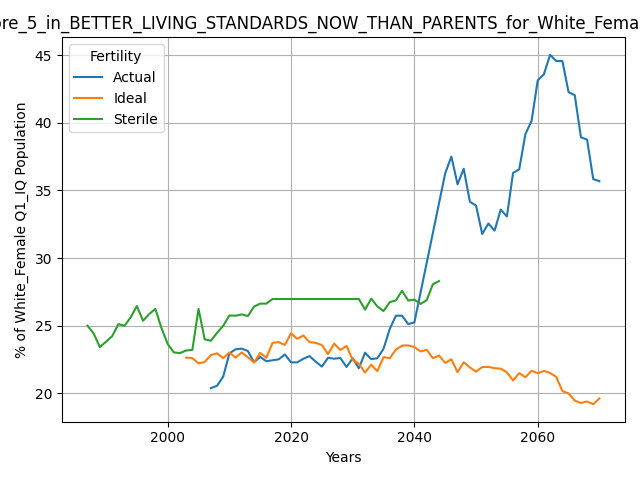 ore_5_in_BETTER_LIVING_STANDARDS_NOW_THAN_PARENTS_for_White_Fema
Fertility
Actual
Ideal
Sterile
% of White_Female Q1_IQ Population
45
40
35
30
25
20
2000
2020
2040
2060
Years